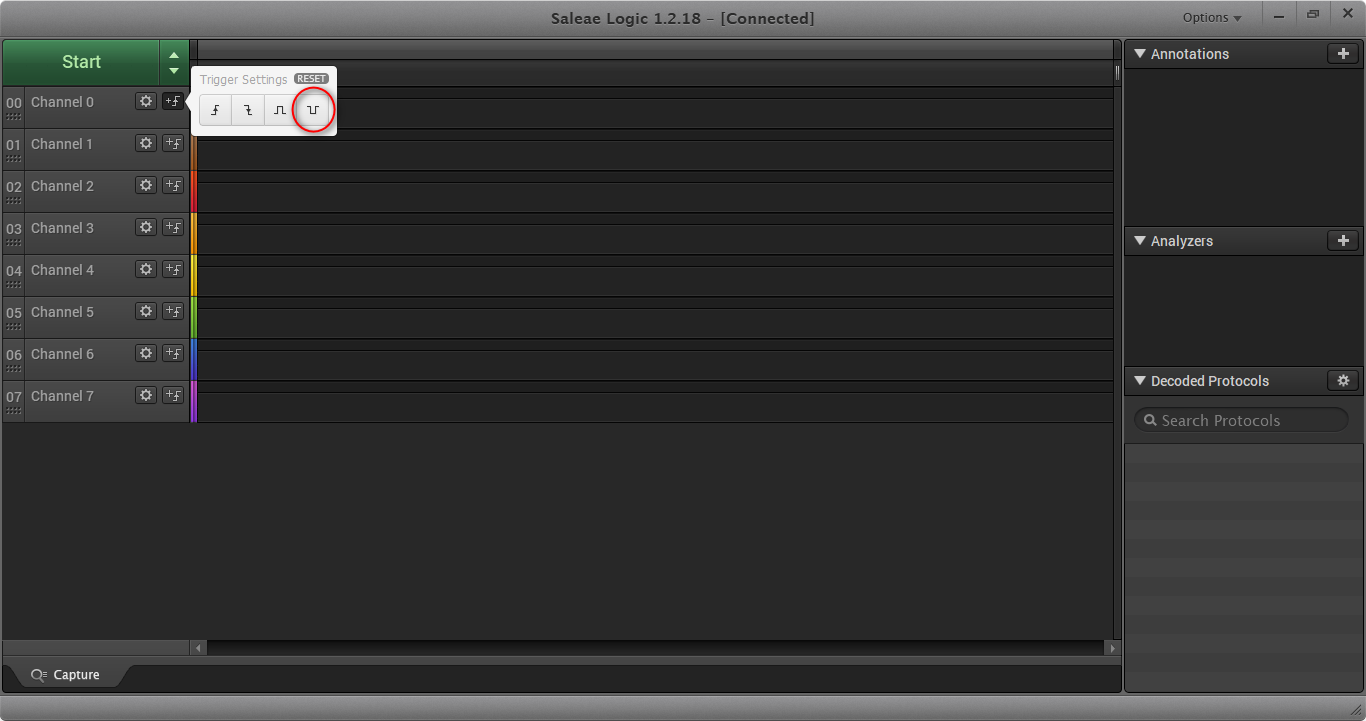 Saleae Logic 1.2.18 – [Connected]
Options
Start
Trigger Settings RESET
00 Channel 0
01 Channel 1
02 Channel 2
03 Channel 3
04 Channel 4
05 Channel 5
06 Channel 6
07 Channel 7
Capture
Annotations
Analyzers
Decoded Protocols
Search Protocols